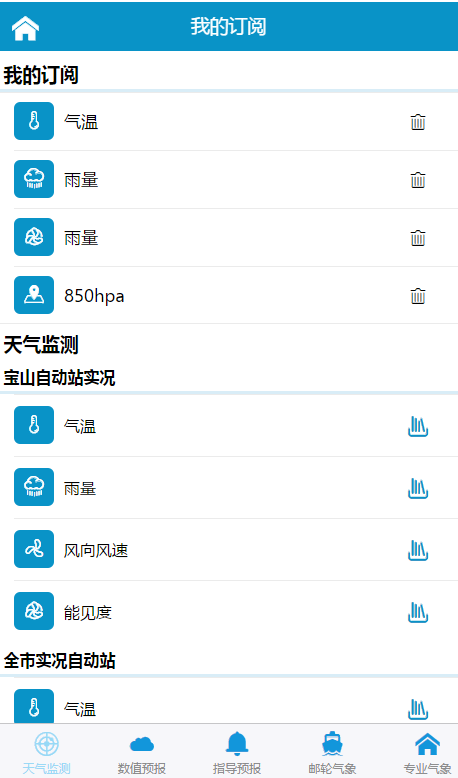 我的订阅
我的订阅
气温
雨量
雨量
850hpa
天气监测
宝山自动站实况
气温
雨量
风向风速
能见度
全市实况自动站
气温
天气监测 数值预报 指导预报 邮轮气象 专业气象